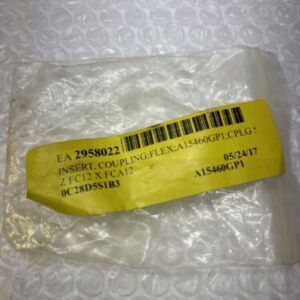 EA 2958022
INSERT, COUPLING;FLEX;A15460GP1;CPLG
Z FC12 X FCA12 05/24/17
0C28D5S1B3 A15460GP1